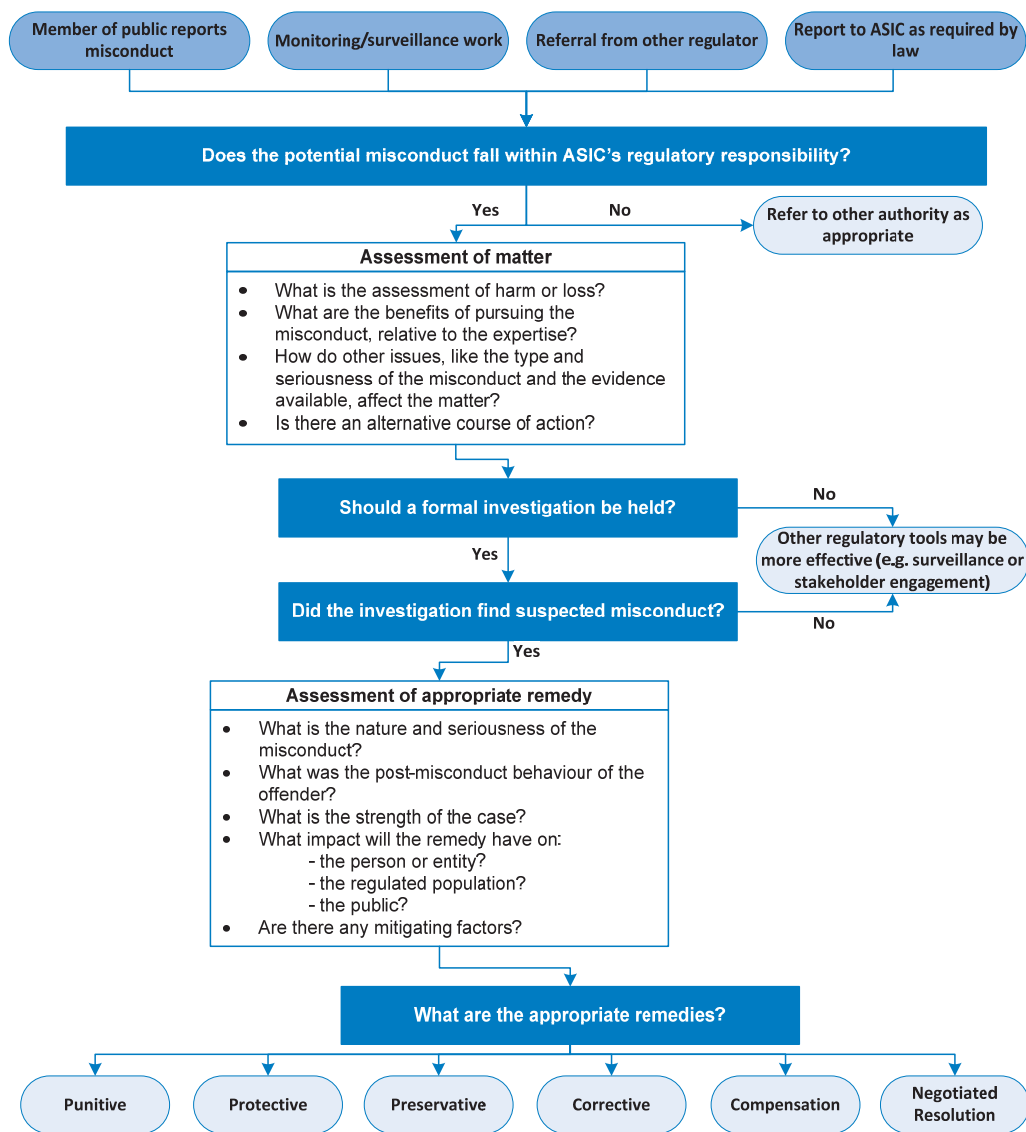 Member of public reports
misconduct
Monitoring/surveillance work
Referral from other regulator
Report to ASIC as required by
law
Does the potential misconduct fall within ASIC's regulatory responsibility?
Yes
No
Refer to other authority as
appropriate
Assessment of matter
• What is the assessment of harm or loss?
• What are the benefits of pursuing the
misconduct, relative to the expertise?
• How do other issues, like the type and
seriousness of the misconduct and the evidence
available, affect the matter?
• Is there an alternative course of action?
Should a formal investigation be held?
No
Other regulatory tools may be
more effective (e.g. surveillance or
stakeholder engagement)
Yes
Did the investigation find suspected misconduct?
No
Yes
Assessment of appropriate remedy
• What is the nature and seriousness of the
misconduct?
• What was the post-misconduct behaviour of the
offender?
• What is the strength of the case?
• What impact will the remedy have on:
- the person or entity?
- the regulated population?
- the public?
• Are there any mitigating factors?
What are the appropriate remedies?
Punitive
Protective
Preservative
Corrective
Compensation
Negotiated
Resolution